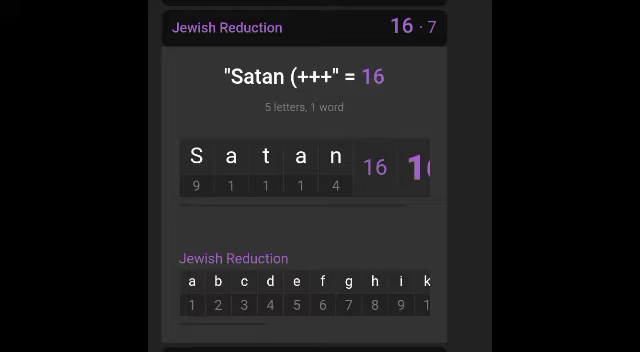 Jewish Reduction 16 · 7
"Satan (+++" = 16
5 letters, 1 word
S a t a n 16
9 1 1 1 4
Jewish Reduction
a b c d e f g h i k
1 2 3 4 5 6 7 8 9 1